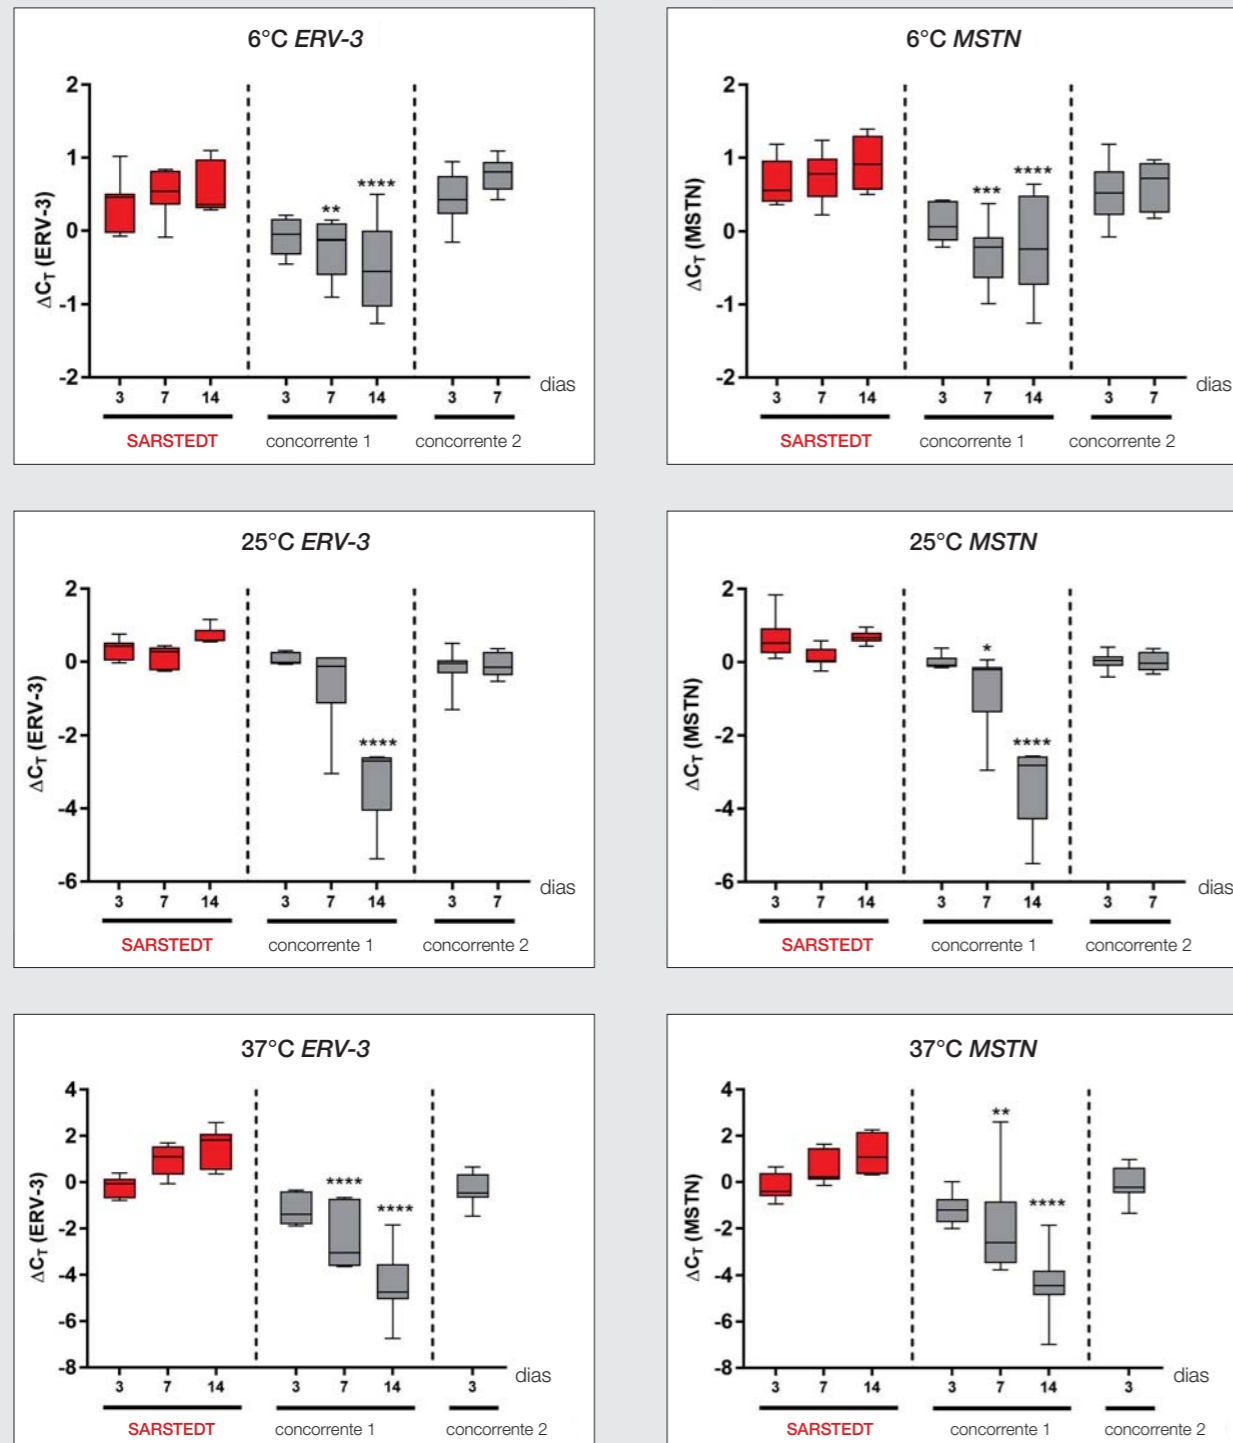 6°C ERV-3
2
1
0
-1
-2
ΔCT (ERV-3)
**
****
3 7 14 3 7 14 3 7 dias
SARSTEDT concorrente 1 concorrente 2
6°C MSTN
2
1
0
-1
-2
ΔCT (MSTN)
***
****
3 7 14 3 7 14 3 7 dias
SARSTEDT concorrente 1 concorrente 2
25°C ERV-3
2
0
-2
-4
-6
ΔCT (ERV-3)
****
3 7 14 3 7 14 3 7 dias
SARSTEDT concorrente 1 concorrente 2
25°C MSTN
2
0
-2
-4
-6
ΔCT (MSTN)
*
****
3 7 14 3 7 14 3 7 dias
SARSTEDT concorrente 1 concorrente 2
37°C ERV-3
4
2
0
-2
-4
-6
-8
ΔCT (ERV-3)
****
****
3 7 14 3 7 14 3 dias
SARSTEDT concorrente 1 concorrente 2
37°C MSTN
4
2
0
-2
-4
-6
-8
ΔCT (MSTN)
**
****
3 7 14 3 7 14 3 dias
SARSTEDT concorrente 1 concorrente 2